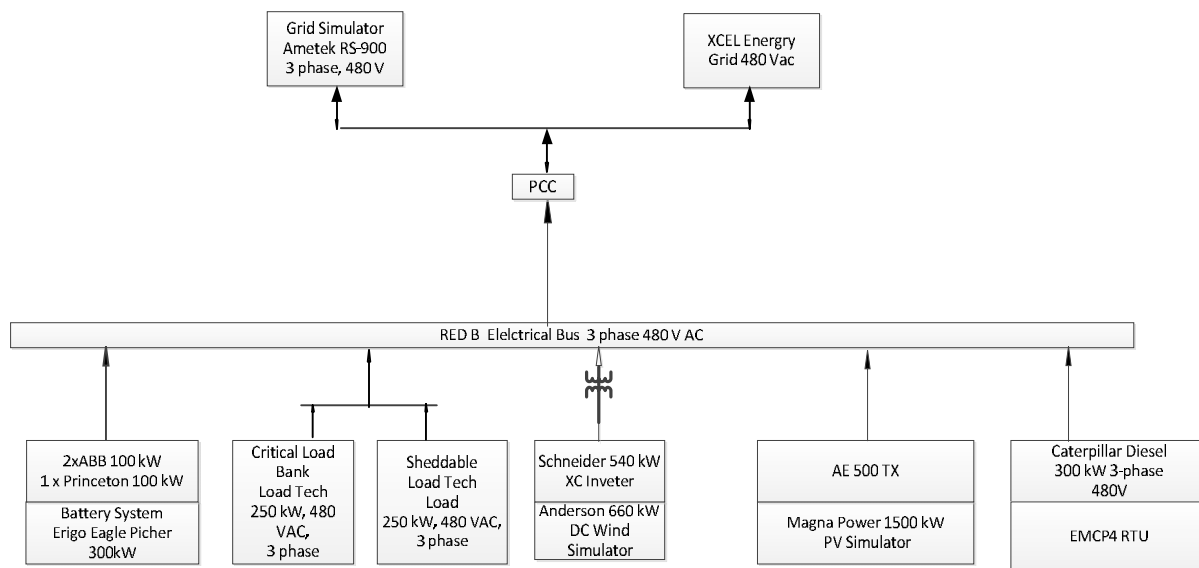 Grid Simulator
Ametek RS-900
3 phase, 480 V
XCEL Energry
Grid 480 Vac
PCC
RED B Elelctrical Bus 3 phase 480 V AC
2xABB 100 kW
1 x Princeton 100 kW
Battery System
Erigo Eagle Picher
300kW
Critical Load
Bank
Load Tech
250 kW, 480
VAC,
3 phase
Sheddable
Load Tech
Load
250 kW, 480 VAC,
3 phase
Schneider 540 kW
XC Inveter
Anderson 660 kW
DC Wind
Simulator
AE 500 TX
Magna Power 1500 kW
PV Simulator
Caterpillar Diesel
300 kW 3-phase
480V
EMCP4 RTU